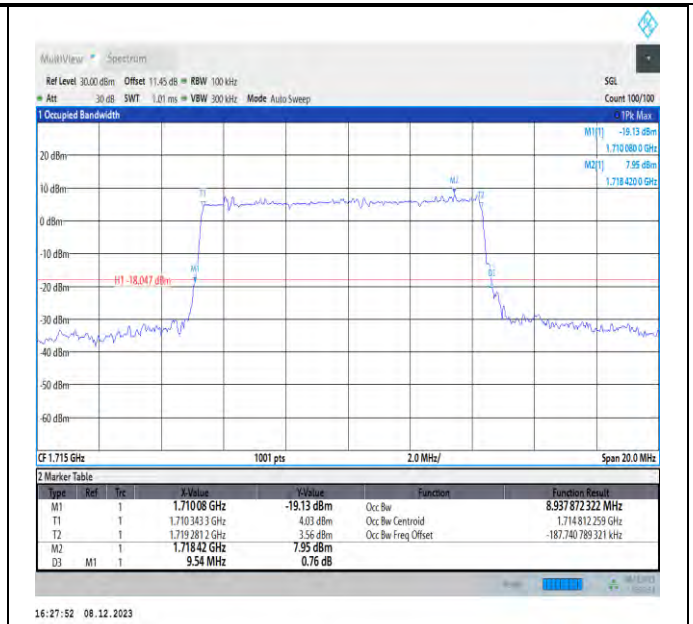 MultiView Spectrum
Ref Level 30.00 dBm Offset 11.45 dB RBW 100 kHz SGL
Att 30 dB SWT 1.01 ms VBW 300 kHz Mode Auto Sweep Count 100/100
1 Occupied Bandwidth 1Pk Max
M1[1] -19.13 dBm
1.710 080 0 GHz
M2[1] 7.95 dBm
1.718 420 0 GHz
20 dBm
10 dBm
0 dBm
-10 dBm
-20 dBm
-30 dBm
-40 dBm
-50 dBm
-60 dBm
T1
M2
T2
M1
H1 -18.047 dBm
D3
CF 1.715 GHz 1001 pts 2.0 MHz/ Span 20.0 MHz
2 Marker Table
Type Ref Trc X-Value Y-Value Function Function Result
M1 1 1.71008 GHz -19.13 dBm Occ Bw 8.937 872 322 MHz
T1 1 1.710 343 3 GHz 4.03 dBm Occ Bw Centroid 1.714 812 259 GHz
T2 1 1.719 281 2 GHz 3.56 dBm Occ Bw Freq Offset -187.740 789 321 kHz
M2 1 1.71842 GHz 7.95 dBm
D3 M1 1 9.54 MHz 0.76 dB
16:27:52 08.12.2023